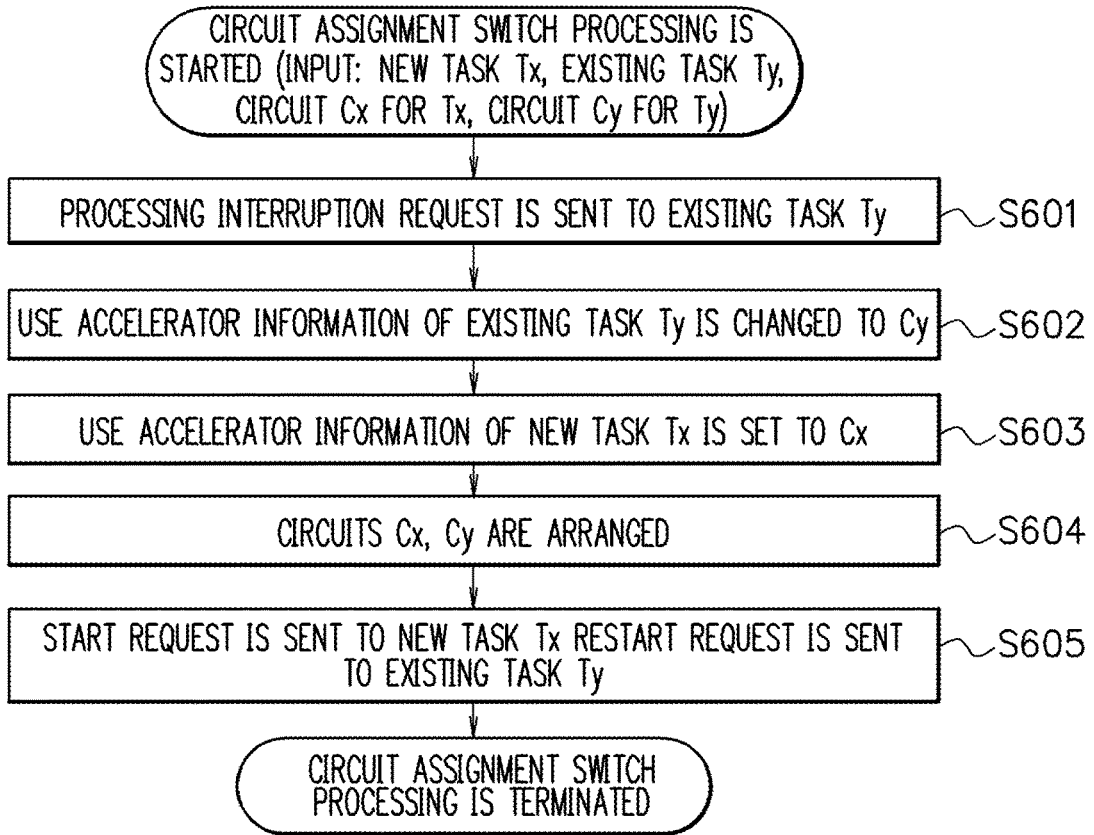 CIRCUIT ASSIGNMENT SWITCH PROCESSING IS
STARTED (INPUT: NEW TASK Tx, EXISTING TASK Ty,
CIRCUIT Cx FOR Tx, CIRCUIT Cy FOR Ty)
PROCESSING INTERRUPTION REQUEST IS SENT TO EXISTING TASK Ty
S601
USE ACCELERATOR INFORMATION OF EXISTING TASK Ty IS CHANGED TO Cy
S602
USE ACCELERATOR INFORMATION OF NEW TASK Tx IS SET TO Cx
S603
CIRCUITS Cx, Cy ARE ARRANGED
S604
START REQUEST IS SENT TO NEW TASK Tx RESTART REQUEST IS SENT
TO EXISTING TASK Ty
S605
CIRCUIT ASSIGNMENT SWITCH
PROCESSING IS TERMINATED